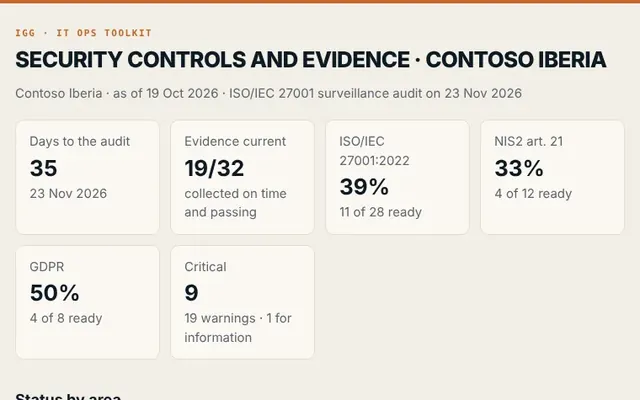 IGG · IT OPS TOOLKIT
SECURITY CONTROLS AND EVIDENCE · CONTOSO IBERIA
Contoso Iberia · as of 19 Oct 2026 · ISO/IEC 27001 surveillance audit on 23 Nov 2026
Days to the audit
35
23 Nov 2026
Evidence current
19/32
collected on time
and passing
ISO/IEC
27001:2022
39%
11 of 28 ready
NIS2 art. 21
33%
4 of 12 ready
GDPR
50%
4 of 8 ready
Critical
9
19 warnings · 1 for
information
Status by area